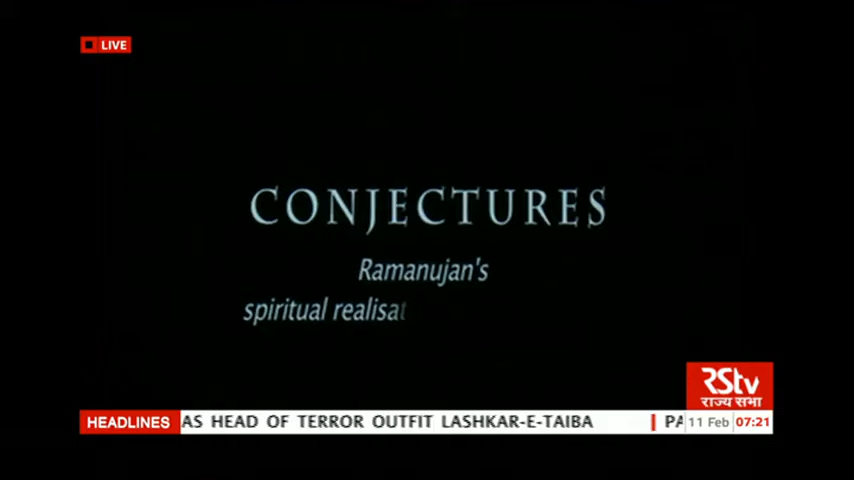 LIVE
CONJECTURES
Ramanujan's
spiritual realisat
RSTV
राज्य सभा
HEADLINES AS HEAD OF TERROR OUTFIT LASHKAR-E-TAIBA PA 11 Feb 07:21